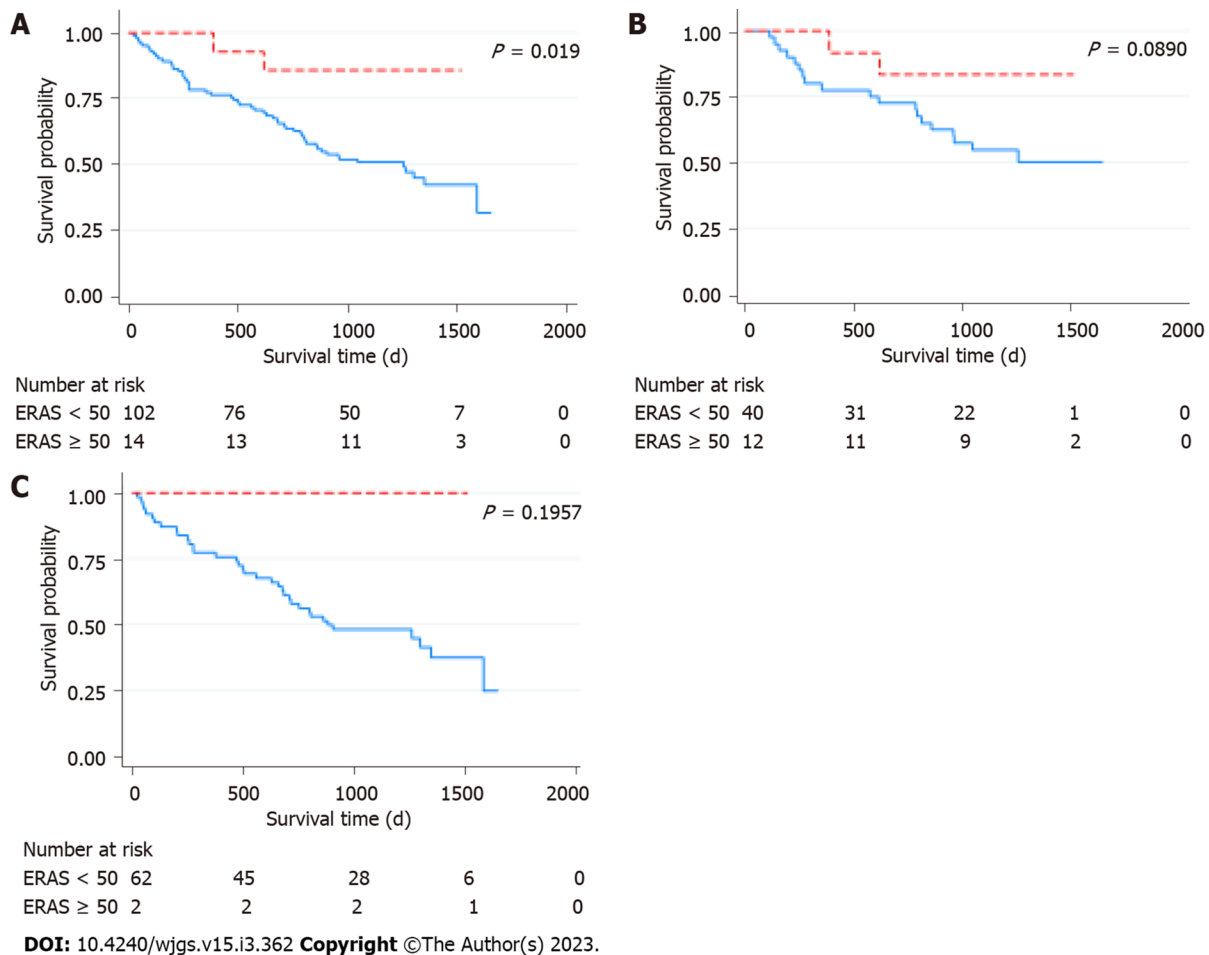 A
P = 0.019
Survival probability
1.00
0.75
0.50
0.25
0.00
0 500 1000 1500 2000
Survival time (d)
Number at risk
ERAS < 50 102 76 50 7 0
ERAS ≥ 50 14 13 11 3 0
B
P = 0.0890
Survival probability
1.00
0.75
0.50
0.25
0.00
0 500 1000 1500 2000
Survival time (d)
Number at risk
ERAS < 50 40 31 22 1 0
ERAS ≥ 50 12 11 9 2 0
C
P = 0.1957
Survival probability
1.00
0.75
0.50
0.25
0.00
0 500 1000 1500 2000
Survival time (d)
Number at risk
ERAS < 50 62 45 28 6 0
ERAS ≥ 50 2 2 2 1 0
DOI: 10.4240/wjgs.v15.i3.362 Copyright ©The Author(s) 2023.